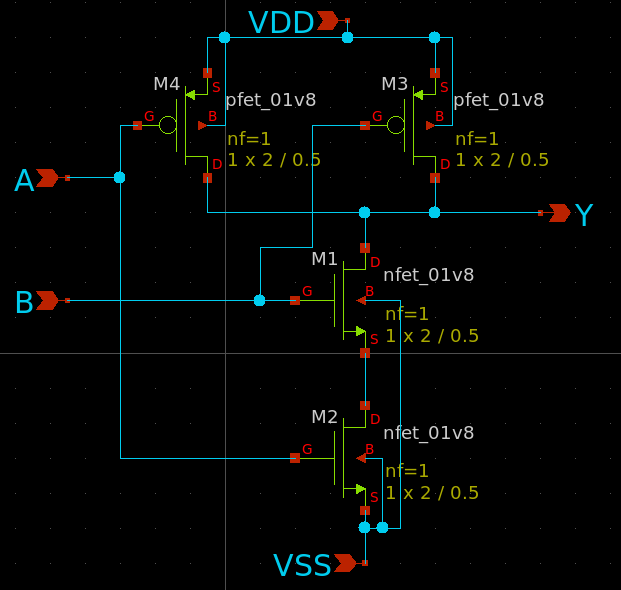 VDD
M4
S
G
B
D
pfet_01v8
nf=1
1 x 2 / 0.5
M3
S
G
B
D
pfet_01v8
nf=1
1 x 2 / 0.5
A
Y
B
M1
D
G
B
S
nfet_01v8
nf=1
1 x 2 / 0.5
M2
D
G
B
S
nfet_01v8
nf=1
1 x 2 / 0.5
VSS